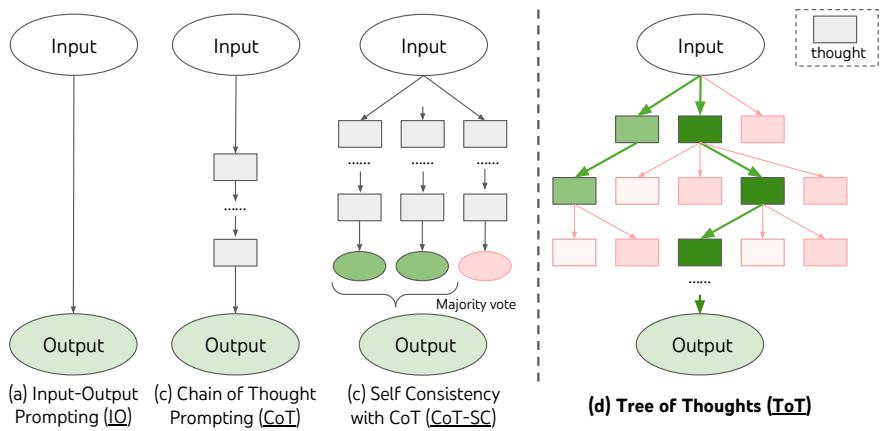 Input
Input
Input
Input
thought
......
......
......
......
......
Majority vote
Output
Output
Output
Output
(a) Input-Output
Prompting (IO)
(c) Chain of Thought
Prompting (CoT)
(c) Self Consistency
with CoT (CoT-SC)
(d) Tree of Thoughts (ToT)